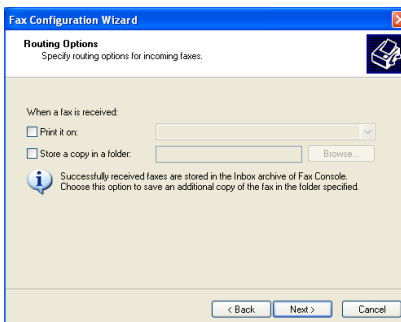 Fax Configuration Wizard
Routing Options
Specify routing options for incoming faxes.
When a fax is received:
Print it on:
Store a copy in a folder:
Browse...
Successfully received faxes are stored in the Inbox archive of Fax Console.
Choose this option to save an additional copy of the fax in the folder specified.
< Back
Next >
Cancel